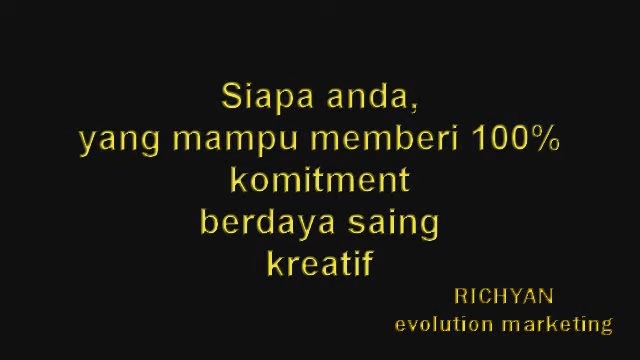 Siapa anda,
yang mampu memberi 100%
komitment
berdaya saing
kreatif
RICHYAN
evolution marketing